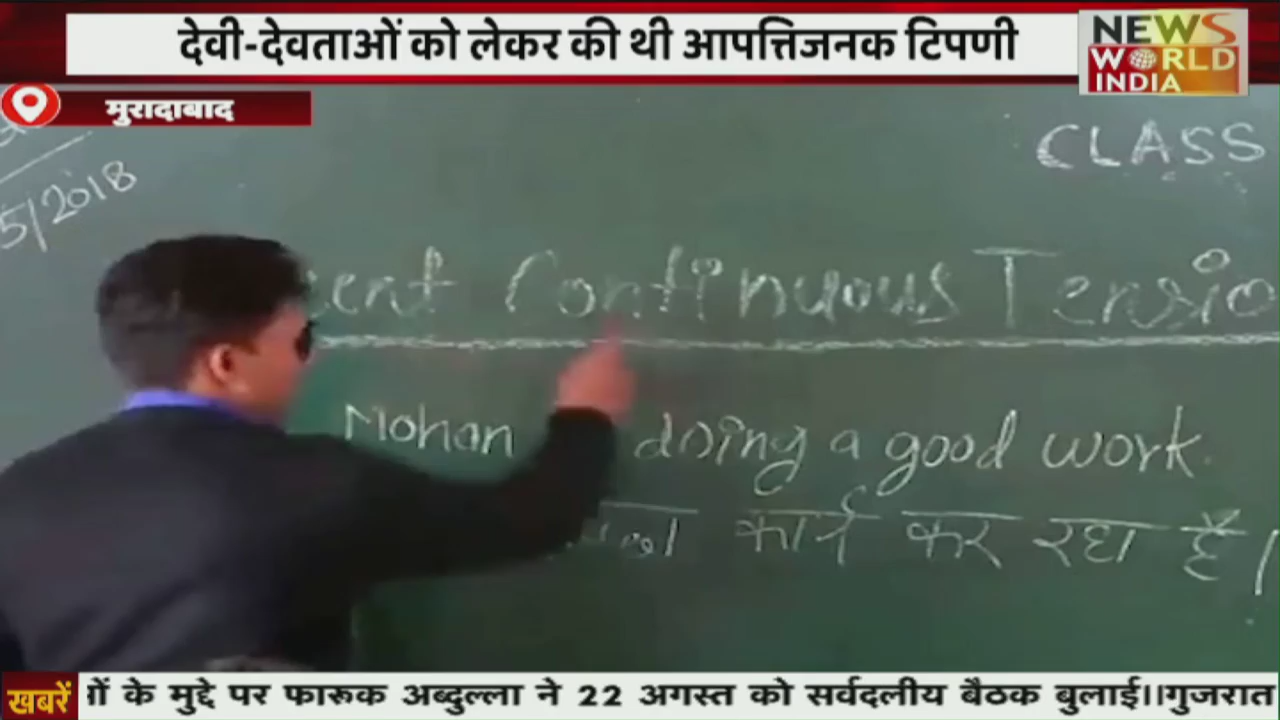 देवी-देवताओं को लेकर की थी आपत्तिजनक टिपणी
NEWS
WORLD
INDIA
मुरादाबाद
CLASS
5/2018
Continuous Tensio
Mohan doing a good work.
कार्य कर रहा है।
खबरें
के मुद्दे पर फारूक अब्दुल्ला ने 22 अगस्त को सर्वदलीय बैठक बुलाई।।गुजरात